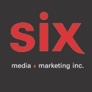 six
media + marketing inc.